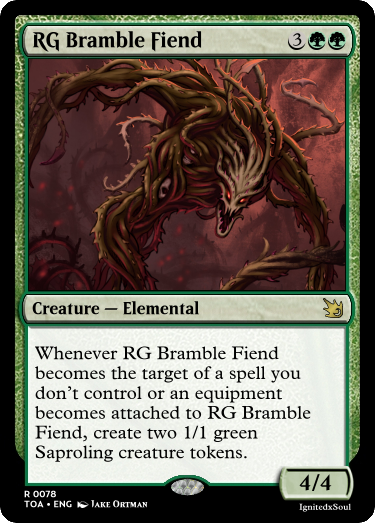 RG Bramble Fiend 3
Creature — Elemental
Whenever RG Bramble Fiend
becomes the target of a spell you
don't control or an equipment
becomes attached to RG Bramble
Fiend, create two 1/1 green
Saproling creature tokens.
4/4
R 0078
TOA • ENG Jake Ortman
IgnitedxSoul